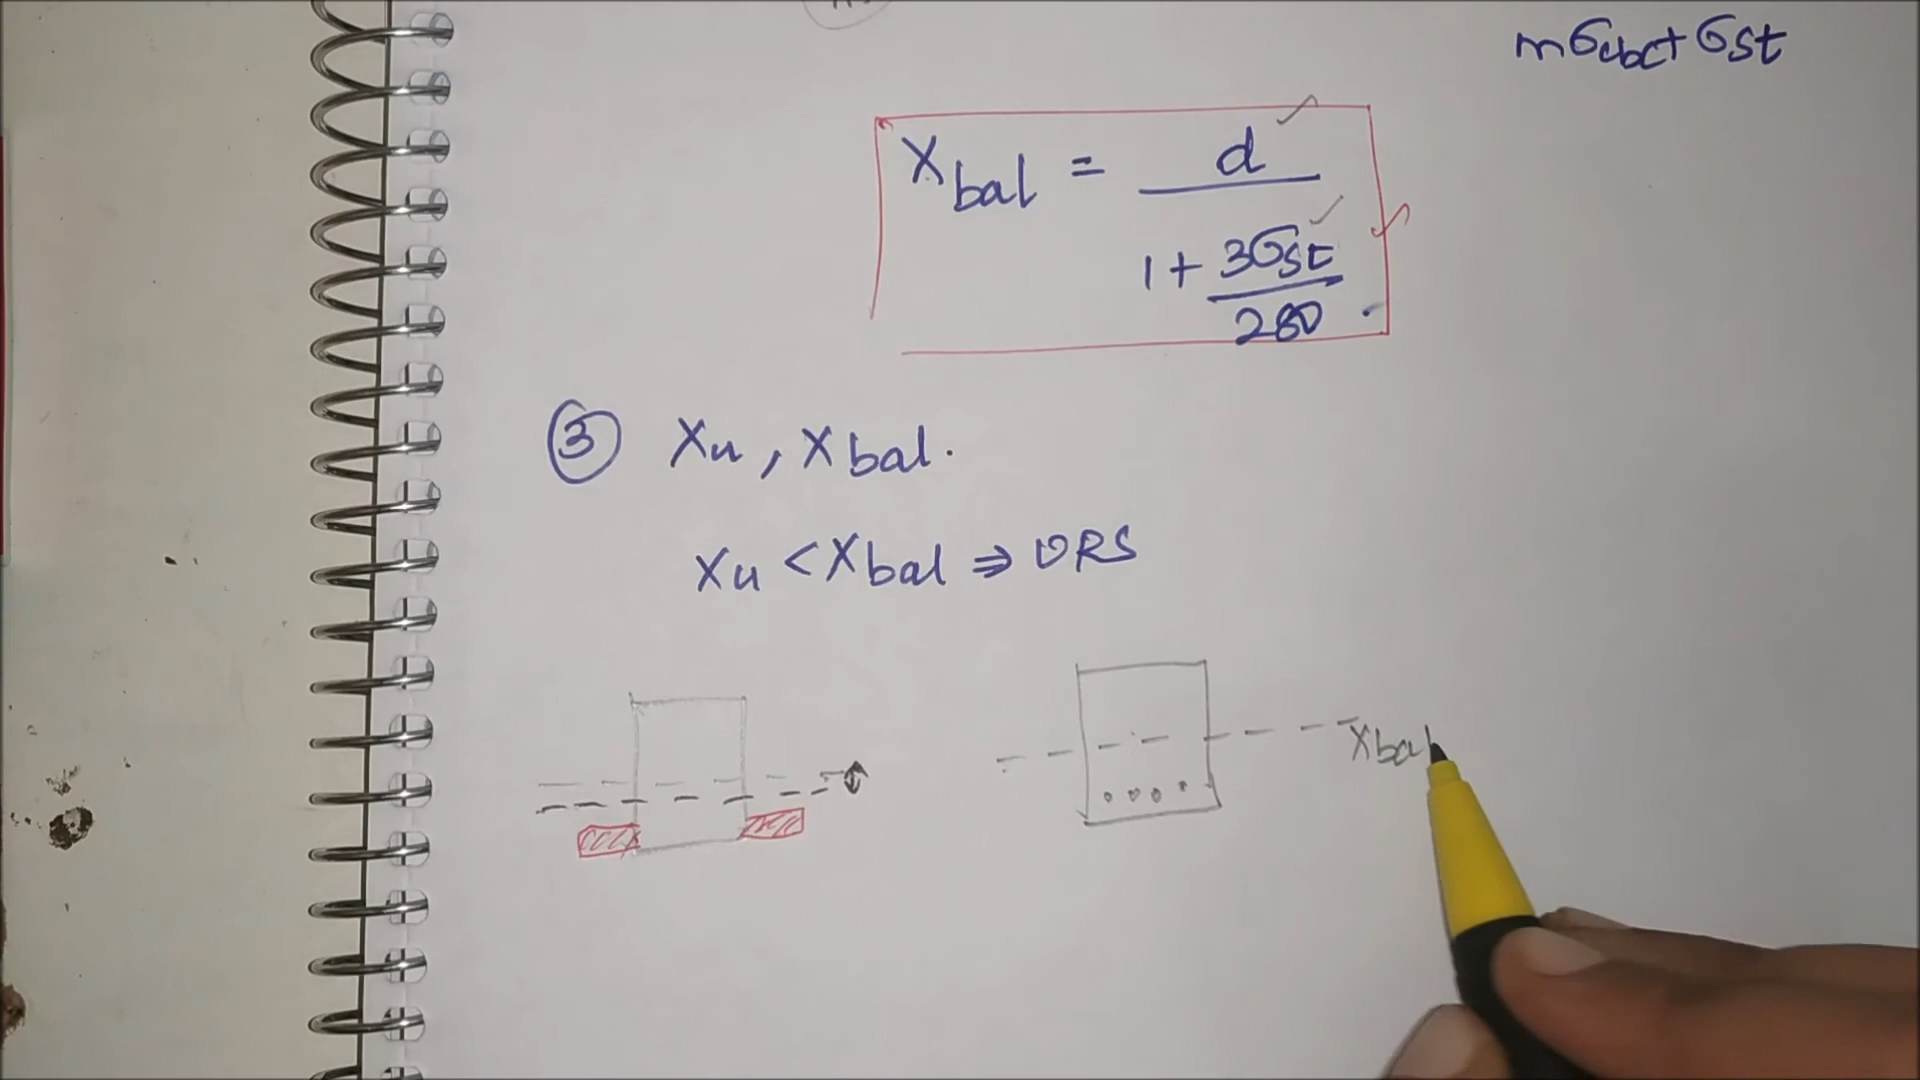 mσcbc+σst
Xbal = d
1 + 3σst
280
③ Xu, Xbal.
Xu < Xbal ⇒ URS
Xbal